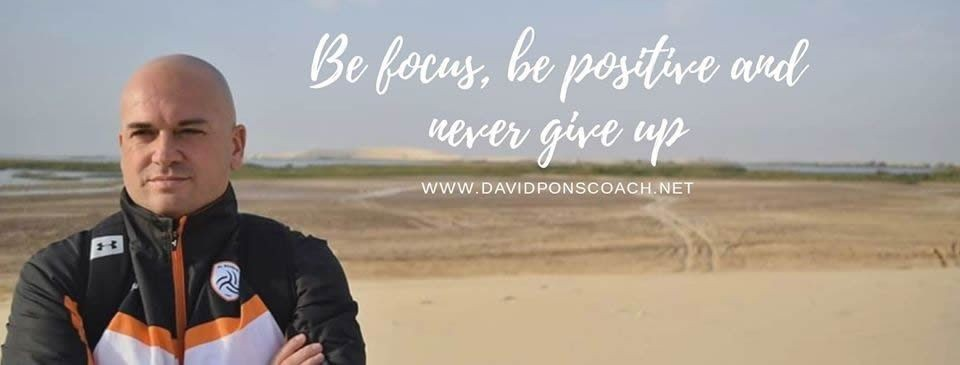 Be focus, be positive and
never give up
WWW.DAVIDPONSCOACH.NET